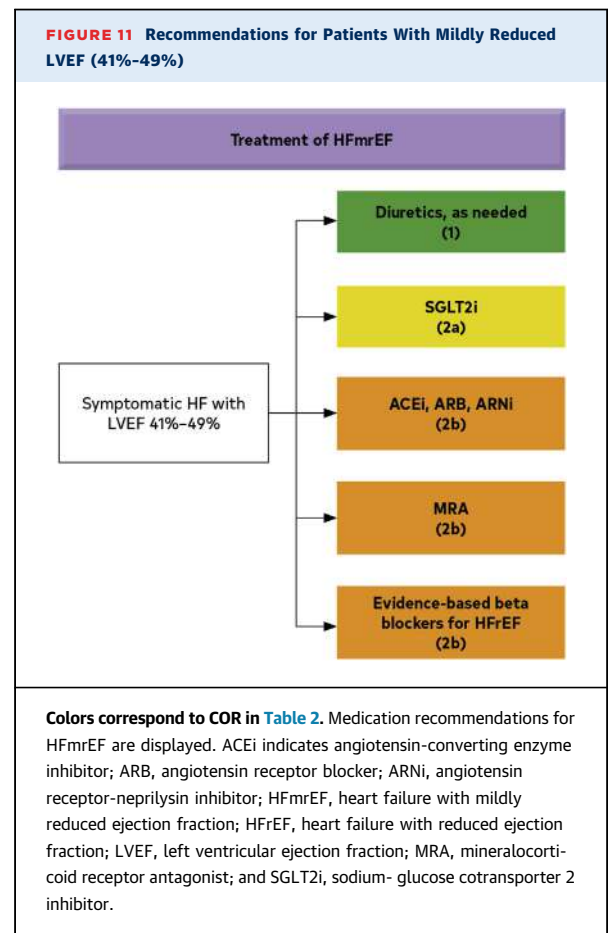 FIGURE 11 Recommendations for Patients With Mildly Reduced
LVEF (41%-49%)
Treatment of HFmrEF
Diuretics, as needed
(1)
SGLT2i
(2a)
Symptomatic HF with
LVEF 41%–49%
ACEi, ARB, ARNi
(2b)
MRA
(2b)
Evidence-based beta
blockers for HFrEF
(2b)
Colors correspond to COR in Table 2. Medication recommendations for
HFmrEF are displayed. ACEi indicates angiotensin-converting enzyme
inhibitor; ARB, angiotensin receptor blocker; ARNi, angiotensin
receptor-neprilysin inhibitor; HFmrEF, heart failure with mildly
reduced ejection fraction; HFrEF, heart failure with reduced ejection
fraction; LVEF, left ventricular ejection fraction; MRA, mineralocorti-
coid receptor antagonist; and SGLT2i, sodium- glucose cotransporter 2
inhibitor.